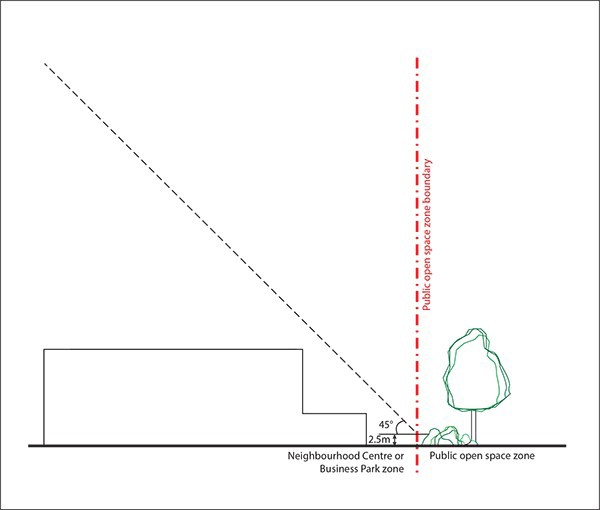 Public open space zone boundary
45°
2.5m
Neighbourhood Centre or
Business Park zone
Public open space zone